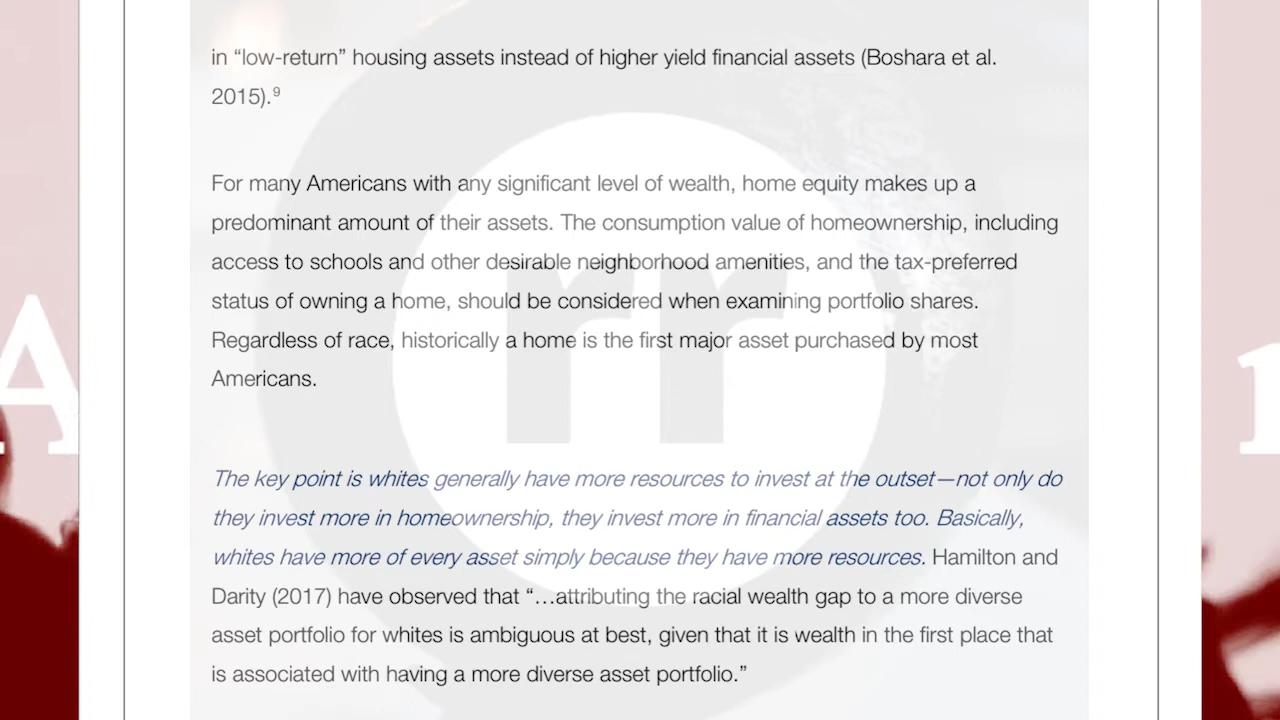 in “low-return” housing assets instead of higher yield financial assets (Boshara et al.
2015).⁹
For many Americans with any significant level of wealth, home equity makes up a
predominant amount of their assets. The consumption value of homeownership, including
access to schools and other desirable neighborhood amenities, and the tax-preferred
status of owning a home, should be considered when examining portfolio shares.
Regardless of race, historically a home is the first major asset purchased by most
Americans.
The key point is whites generally have more resources to invest at the outset—not only do
they invest more in homeownership, they invest more in financial assets too. Basically,
whites have more of every asset simply because they have more resources. Hamilton and
Darity (2017) have observed that “…attributing the racial wealth gap to a more diverse
asset portfolio for whites is ambiguous at best, given that it is wealth in the first place that
is associated with having a more diverse asset portfolio.”
rr
A